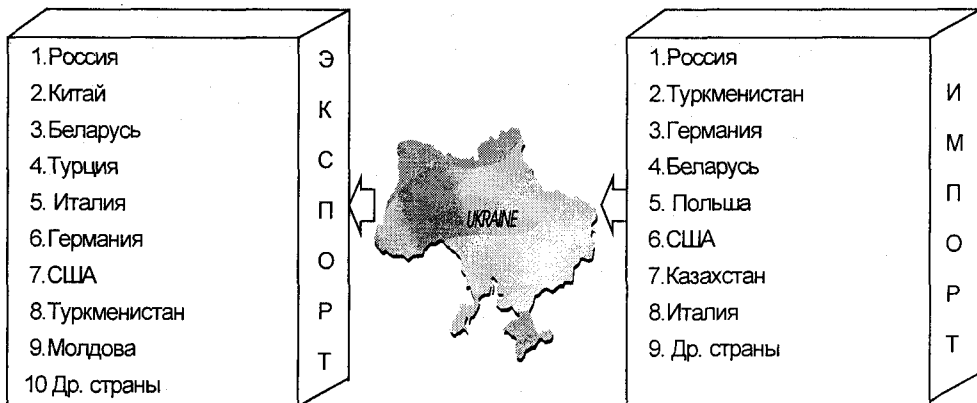 1.Россия
2. Китай
3. Беларусь
4. Турция
5. Италия
6. Германия
7. США
8.Туркменистан
9.Молдова
10 Др. страны
ЭКСПОРТ
UKRAINE
1.Россия
2.Туркменистан
3.Германия
4.Беларусь
5. Польша
6.США
7.Казахстан
8.Италия
9. Др. страны
ИМПОРТ